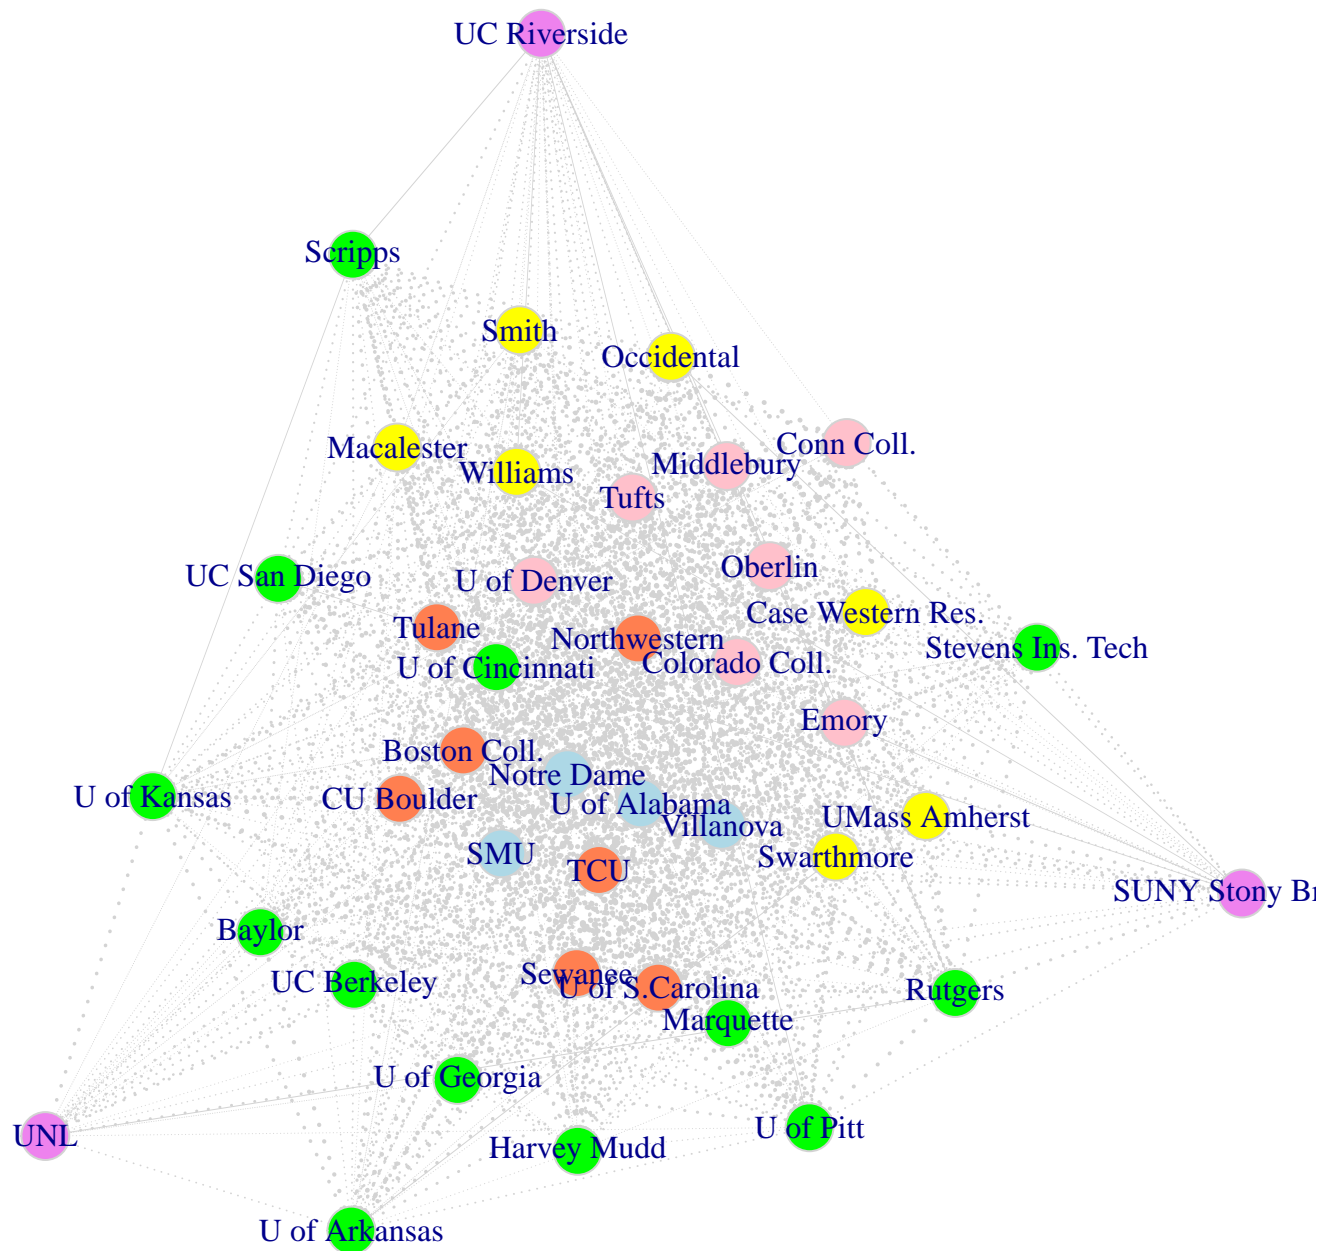 UC Riverside
Scripps
Smith
Occidental
Macalester
Williams
Conn Coll.
Middlebury
Tufts
UC San Diego
U of Denver
Oberlin
Case Western Res.
Tulane
Northwestern
Stevens Ins. Tech
U of Cincinnati
Colorado Coll.
Emory
Boston Coll.
Notre Dame
U of Kansas
CU Boulder
U of Alabama
UMass Amherst
Villanova
SMU
TCU
Swarthmore
SUNY Stony Br
Baylor
UC Berkeley
Sewanee
U of S.Carolina
Rutgers
Marquette
U of Georgia
UNL
Harvey Mudd
U of Pitt
U of Arkansas